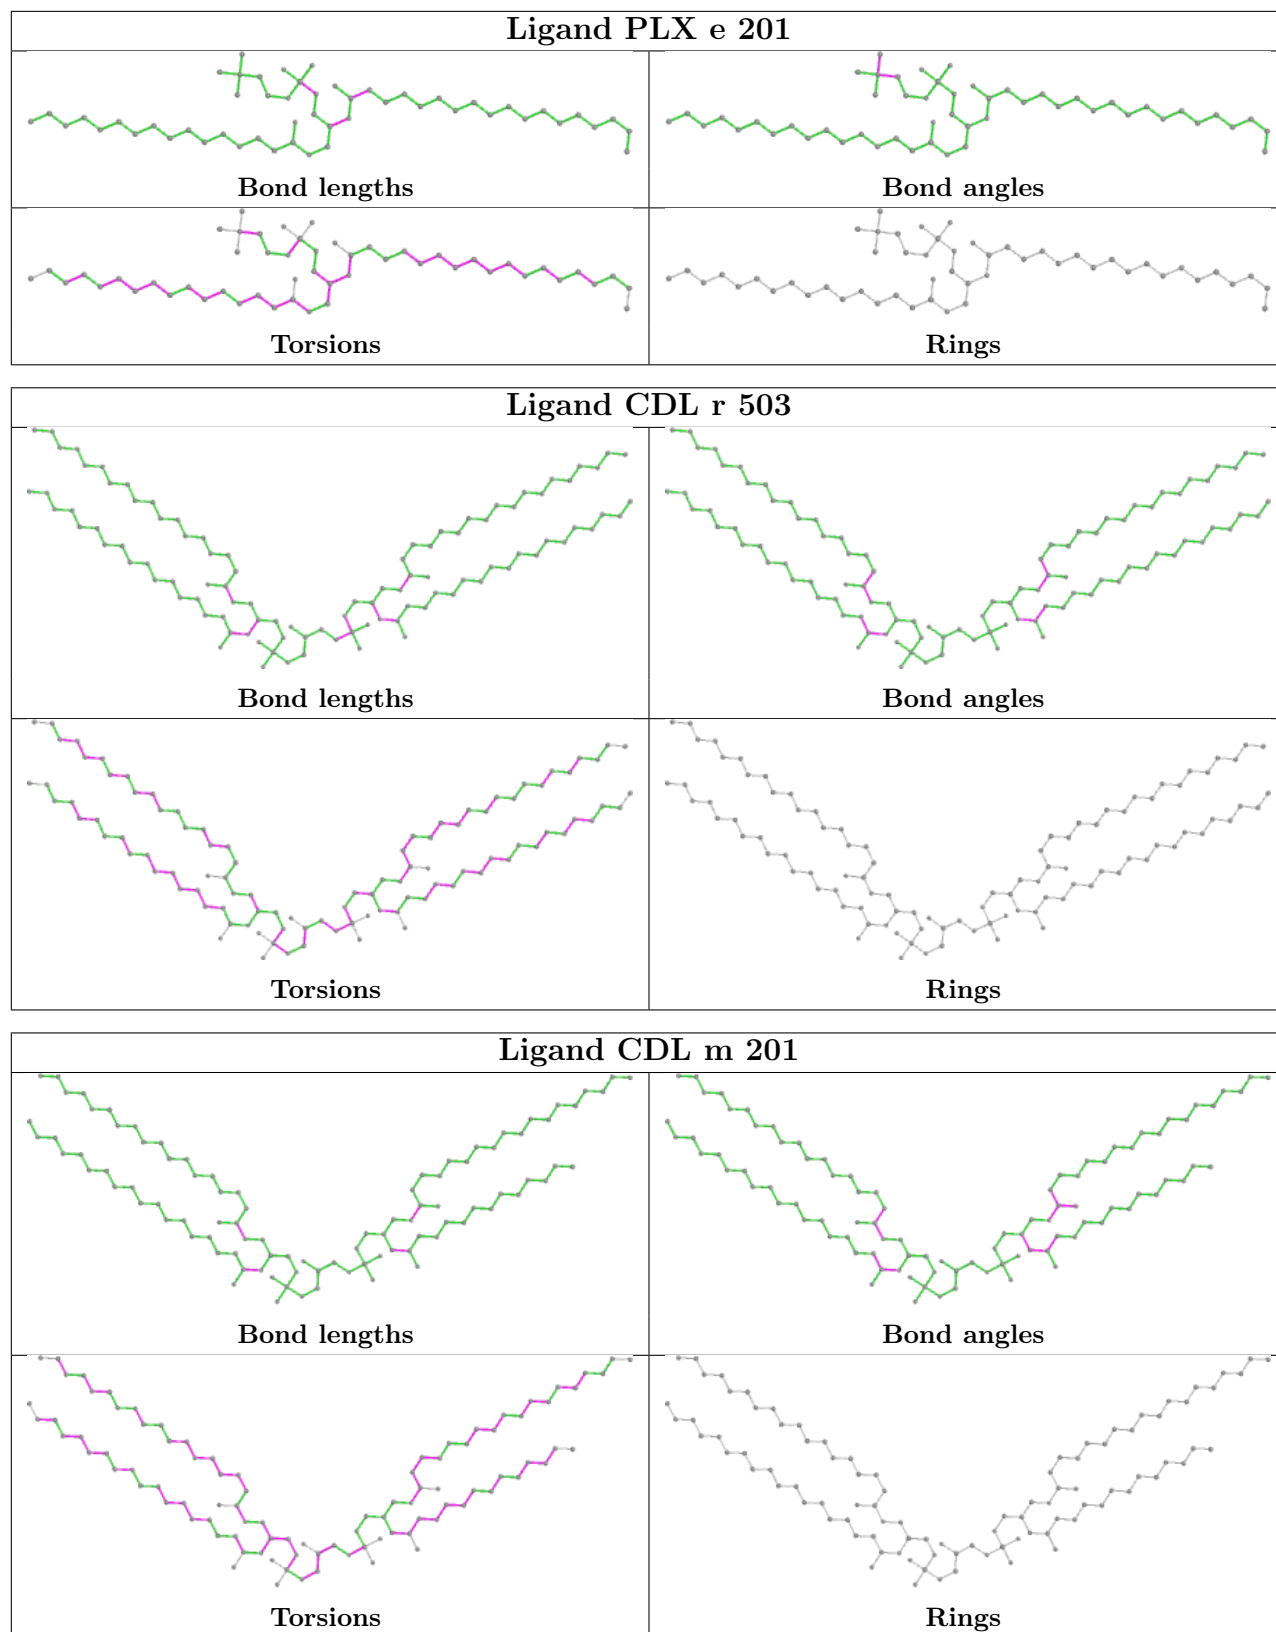 Ligand PLX e 201
Bond lengths
Bond angles
Torsions
Rings
Ligand CDL r 503
Bond lengths
Bond angles
Torsions
Rings
Ligand CDL m 201
Bond lengths
Bond angles
Torsions
Rings